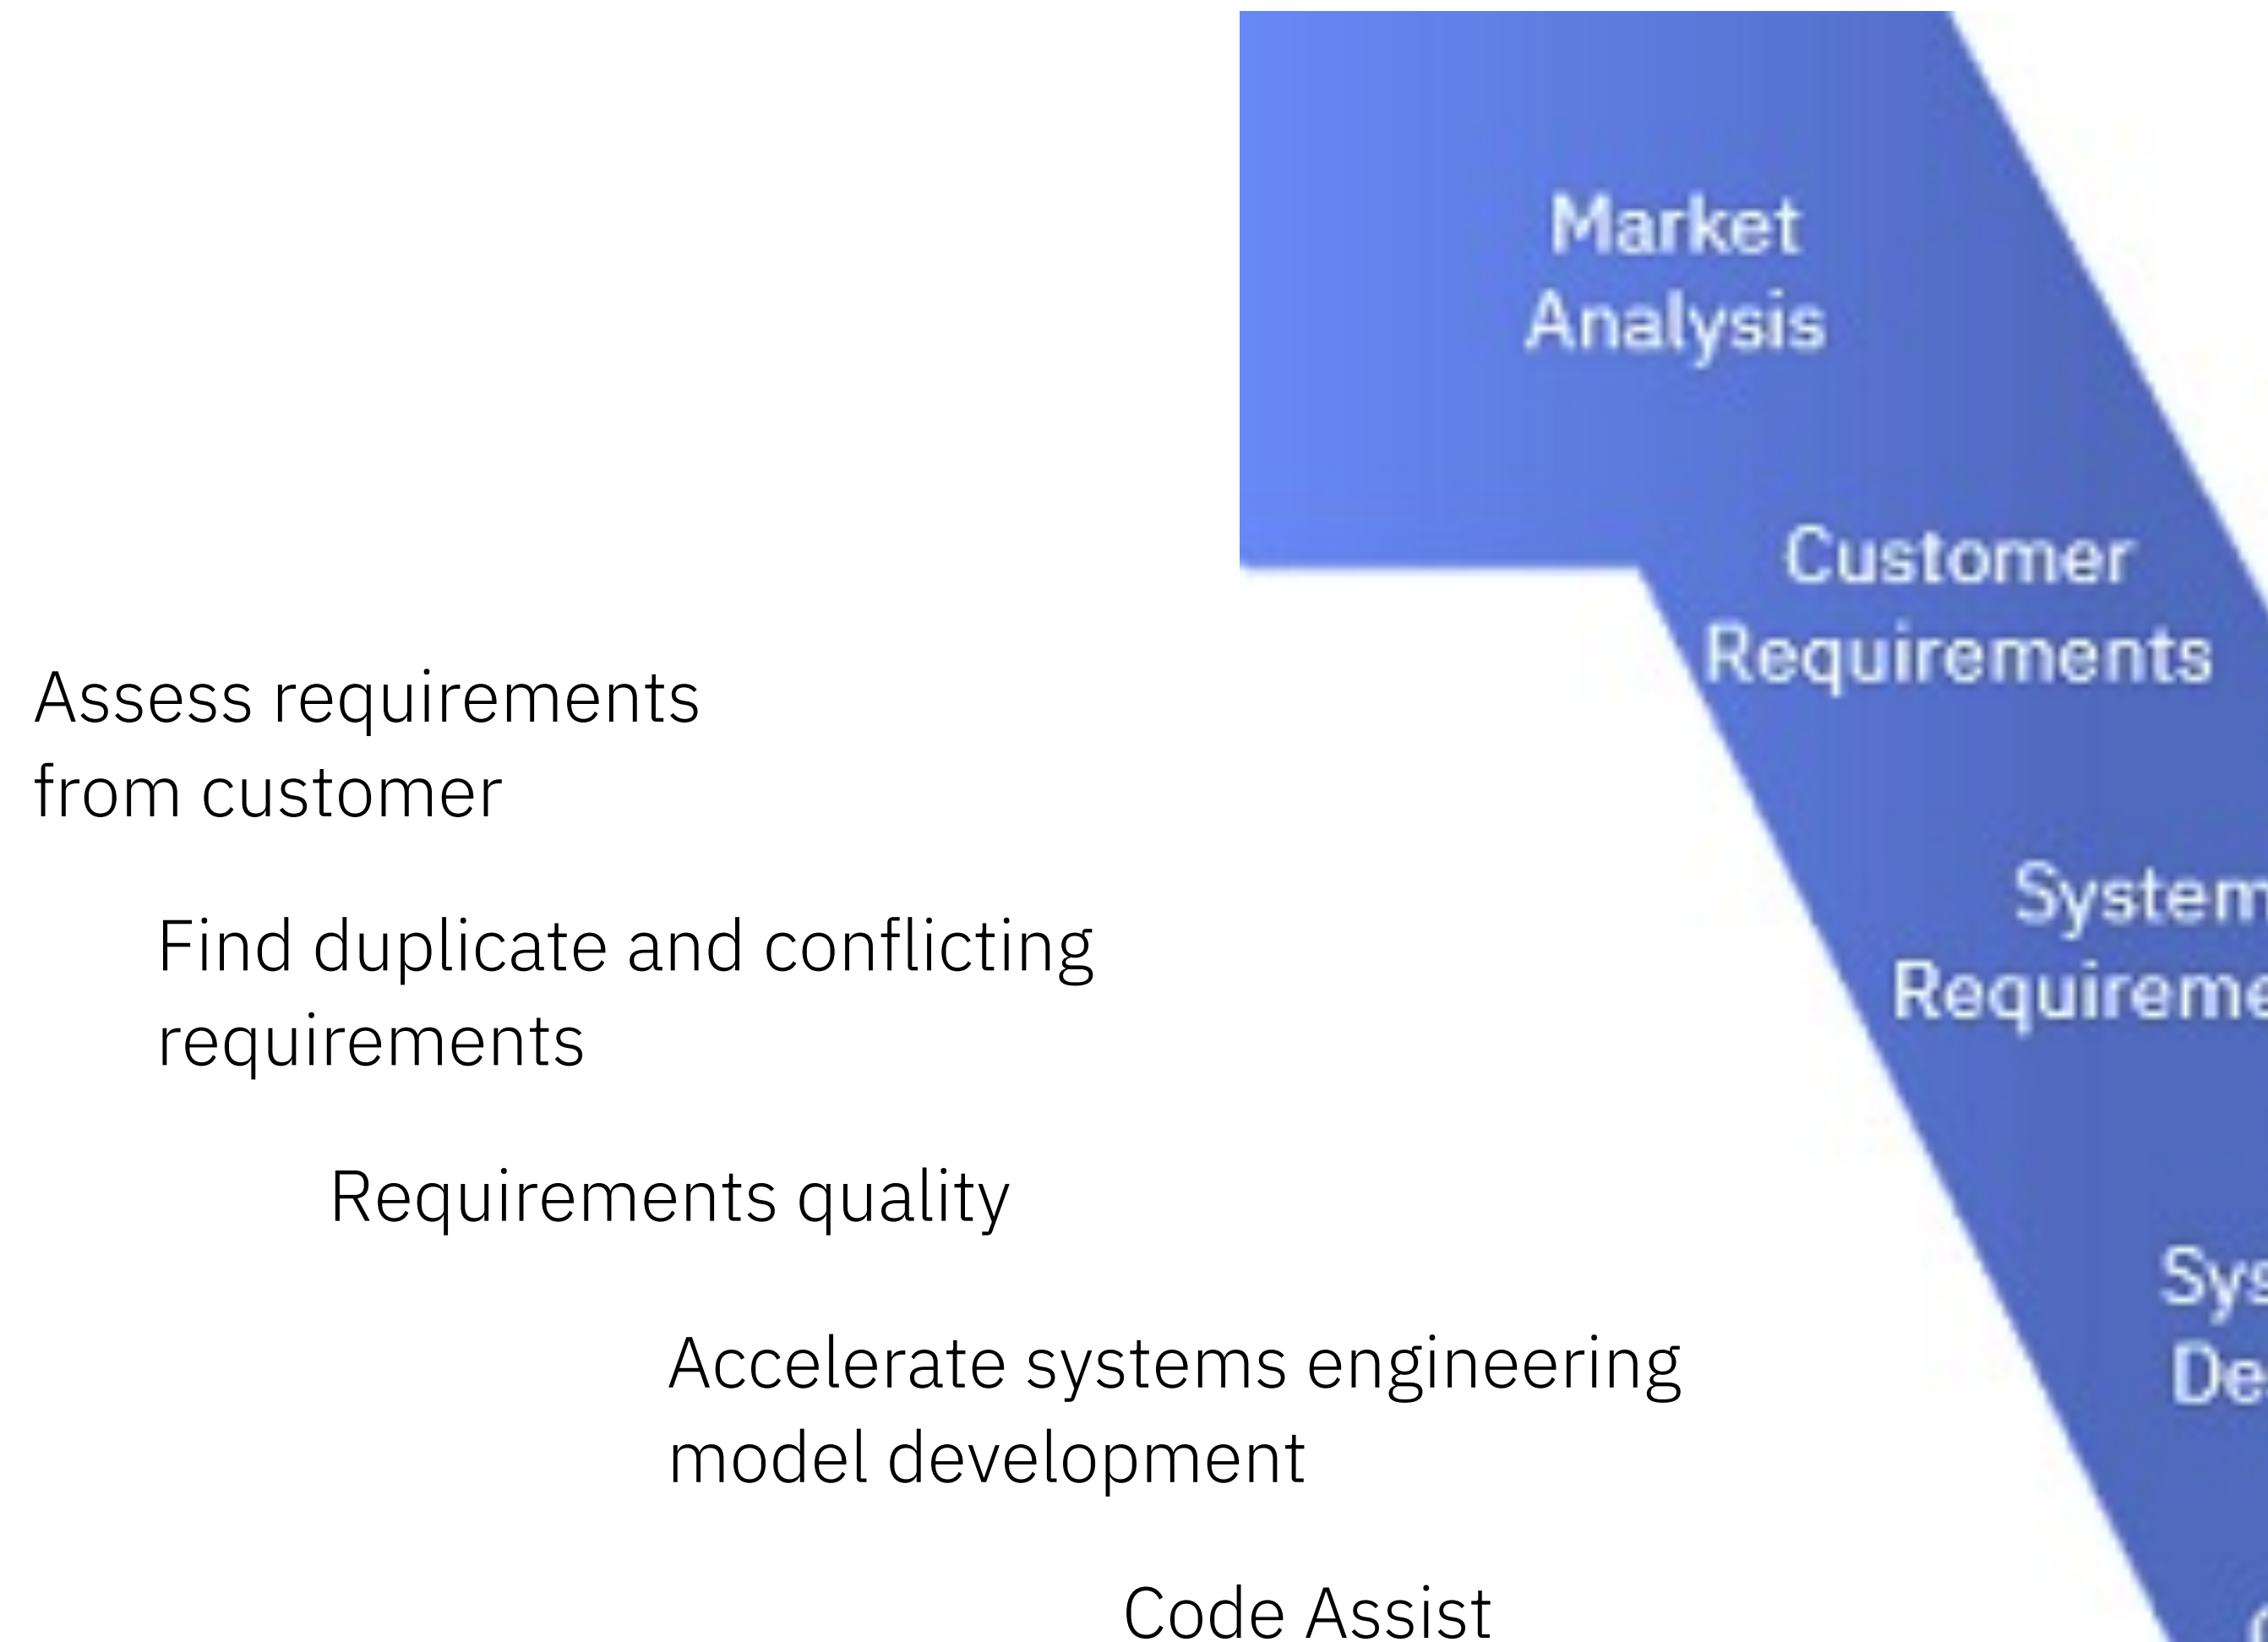 Market
Analysis
Customer
Requirements
Assess requirements
from customer
System
Find duplicate and conflicting
requirements
Requirements quality
Accelerate systems engineering
model development
Code Assist